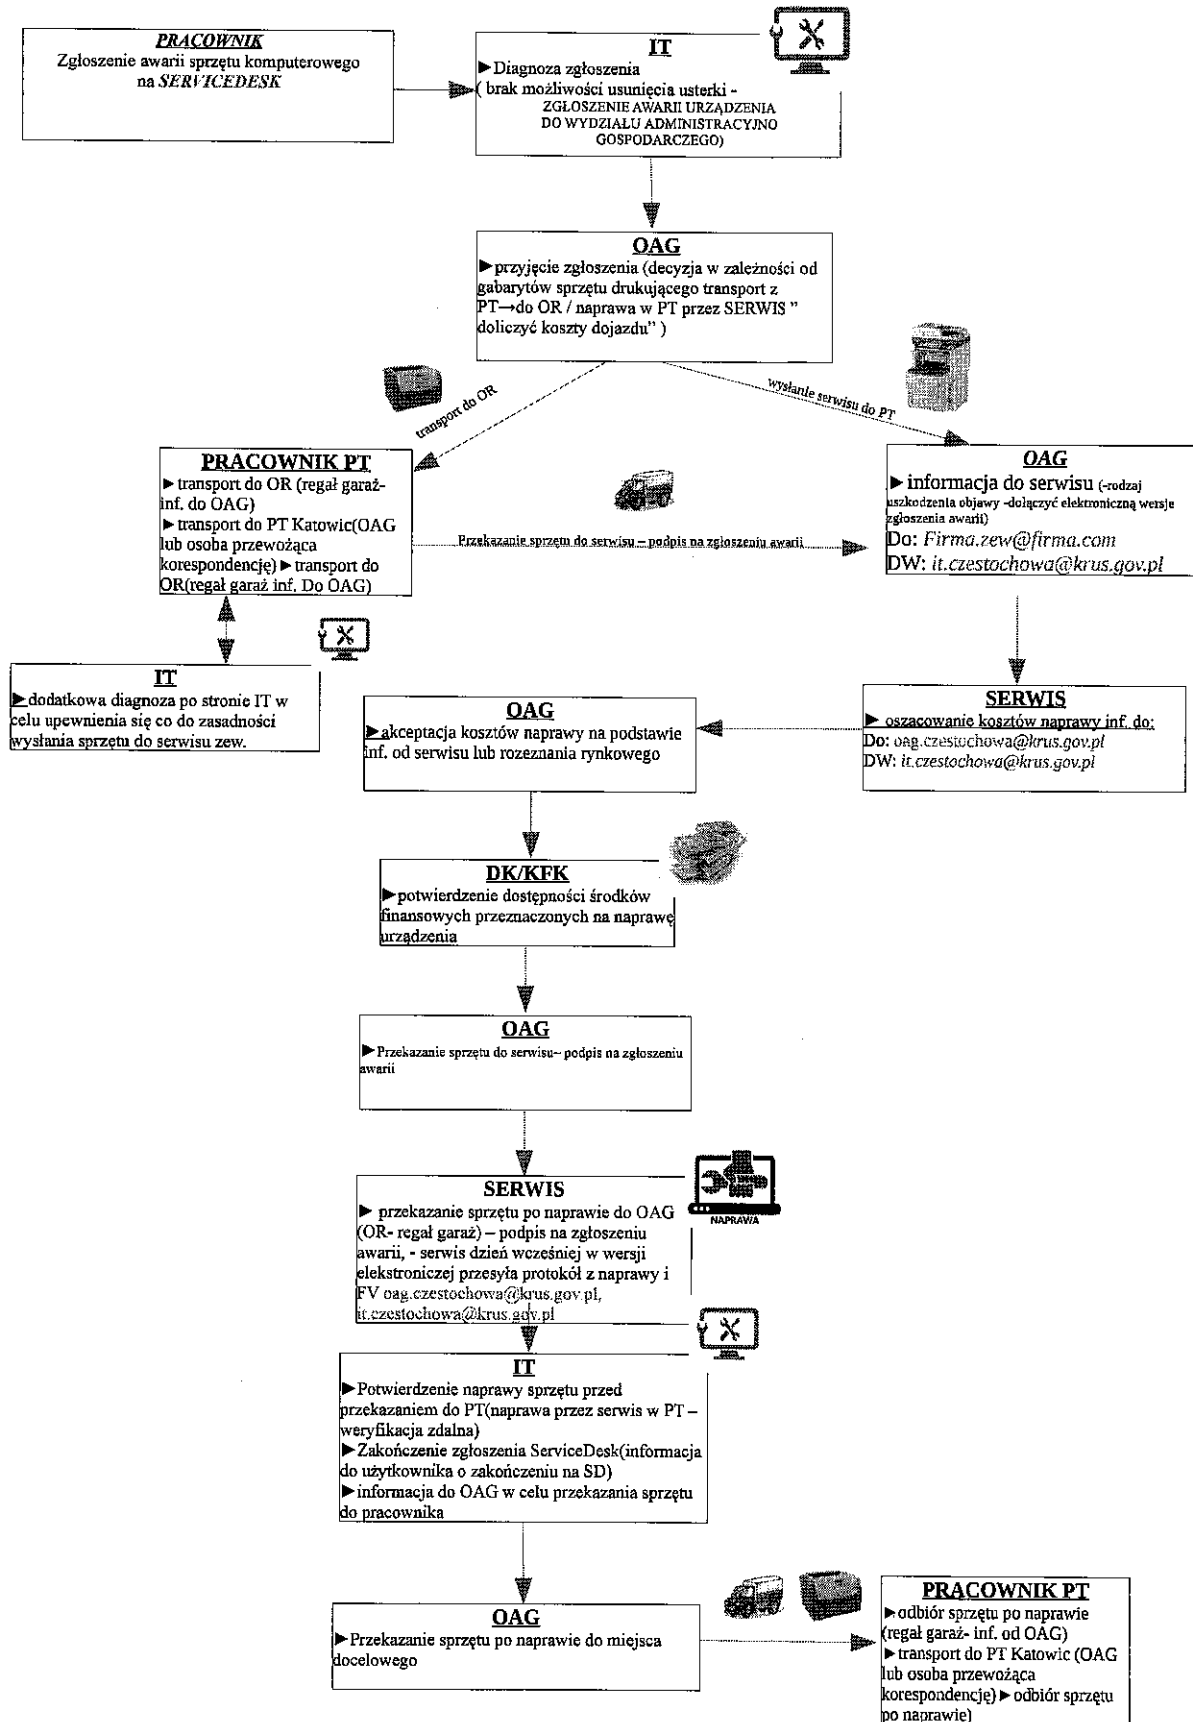 PRACOWNIK
Zgłoszenie awarii sprzętu komputerowego
na SERVICEDESK
IT
►Diagnoza zgłoszenia
( brak możliwości usunięcia usterki -
ZGŁOSZENIE AWARII URZĄDZENIA
DO WYDZIAŁU ADMINISTRACYJNO
GOSPODARCZEGO)
OAG
►przyjęcie zgłoszenia (decyzja w zależności od
gabarytów sprzętu drukującego transport z
PT→do OR / naprawa w PT przez SERWIS ”
doliczyć koszty dojazdu” )
transport do OR
wysłanie serwisu do PT
PRACOWNIK PT
► transport do OR (regał garaż-
inf. do OAG)
► transport do PT Katowic(OAG
lub osoba przewożąca
korespondencję) ► transport do
OR(regał garaż inf. Do OAG)
Przekazanie sprzętu do serwisu – podpis na zgłoszeniu awarii
OAG
► informacja do serwisu (-rodzaj
uszkodzenia objawy -dołączyć elektroniczną wersje
zgłoszenia awarii)
Do: Firma.zew@firma.com
DW: it.czestochowa@krus.gov.pl
IT
►dodatkowa diagnoza po stronie IT w
celu upewnienia się co do zasadności
wysłania sprzętu do serwisu zew.
SERWIS
► oszacowanie kosztów naprawy inf. do:
Do: oag.czestochowa@krus.gov.pl
DW: it.czestochowa@krus.gov.pl
OAG
►akceptacja kosztów naprawy na podstawie
inf. od serwisu lub rozeznania rynkowego
DK/KFK
►potwierdzenie dostępności środków
finansowych przeznaczonych na naprawę
urządzenia
OAG
►Przekazanie sprzętu do serwisu– podpis na zgłoszeniu
awarii
SERWIS
► przekazanie sprzętu po naprawie do OAG
(OR- regał garaż) – podpis na zgłoszeniu
awarii, - serwis dzień wcześniej w wersji
elekstroniczej przesyła protokół z naprawy i
FV oag.czestochowa@krus.gov.pl,
it.czestochowa@krus.gov.pl
NAPRAWA
IT
►Potwierdzenie naprawy sprzętu przed
przekazaniem do PT(naprawa przez serwis w PT –
weryfikacja zdalna)
►Zakończenie zgłoszenia ServiceDesk(informacja
do użytkownika o zakończeniu na SD)
►informacja do OAG w celu przekazania sprzętu
do pracownika
OAG
►Przekazanie sprzętu po naprawie do miejsca
docelowego
PRACOWNIK PT
►odbiór sprzętu po naprawie
(regał garaż- inf. od OAG)
►transport do PT Katowic (OAG
lub osoba przewożąca
korespondencję) ► odbiór sprzętu
po naprawie)